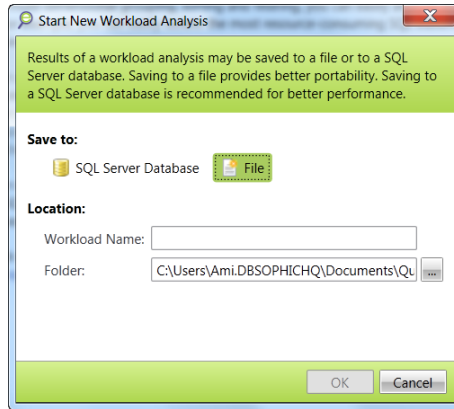 Start New Workload Analysis
Results of a workload analysis may be saved to a file or to a SQL
Server database. Saving to a file provides better portability. Saving to
a SQL Server database is recommended for better performance.
Save to:
SQL Server Database File
Location:
Workload Name:
Folder: C:\Users\Ami.DBSOPHICHQ\Documents\Qu ...
OK Cancel